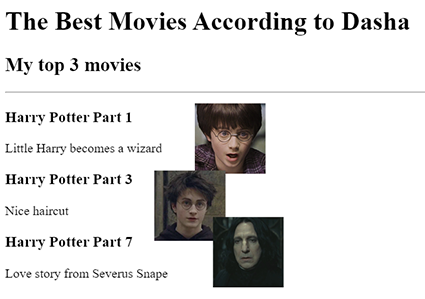 The Best Movies According to Dasha
My top 3 movies
Harry Potter Part 1
Little Harry becomes a wizard
Harry Potter Part 3
Nice haircut
Harry Potter Part 7
Love story from Severus Snape